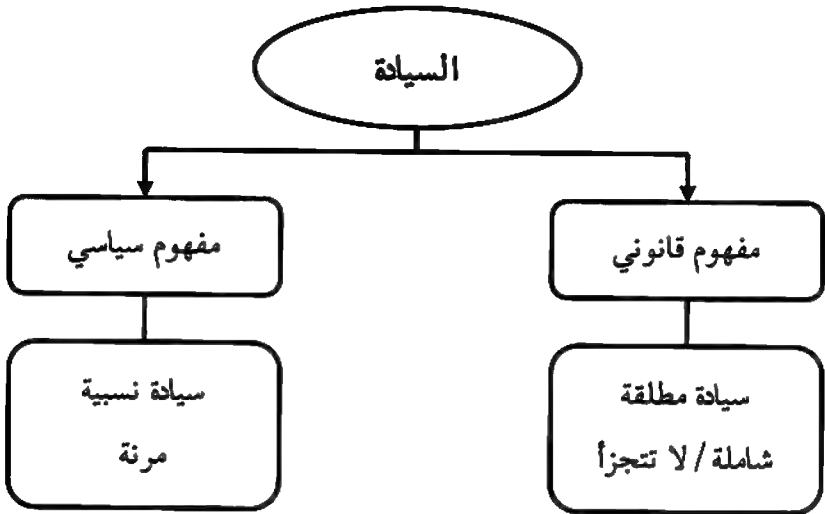 السيادة
مفهوم قانوني
مفهوم سياسي
سيادة مطلقة
شاملة / لا تتجزأ
سيادة نسبية
مرنة